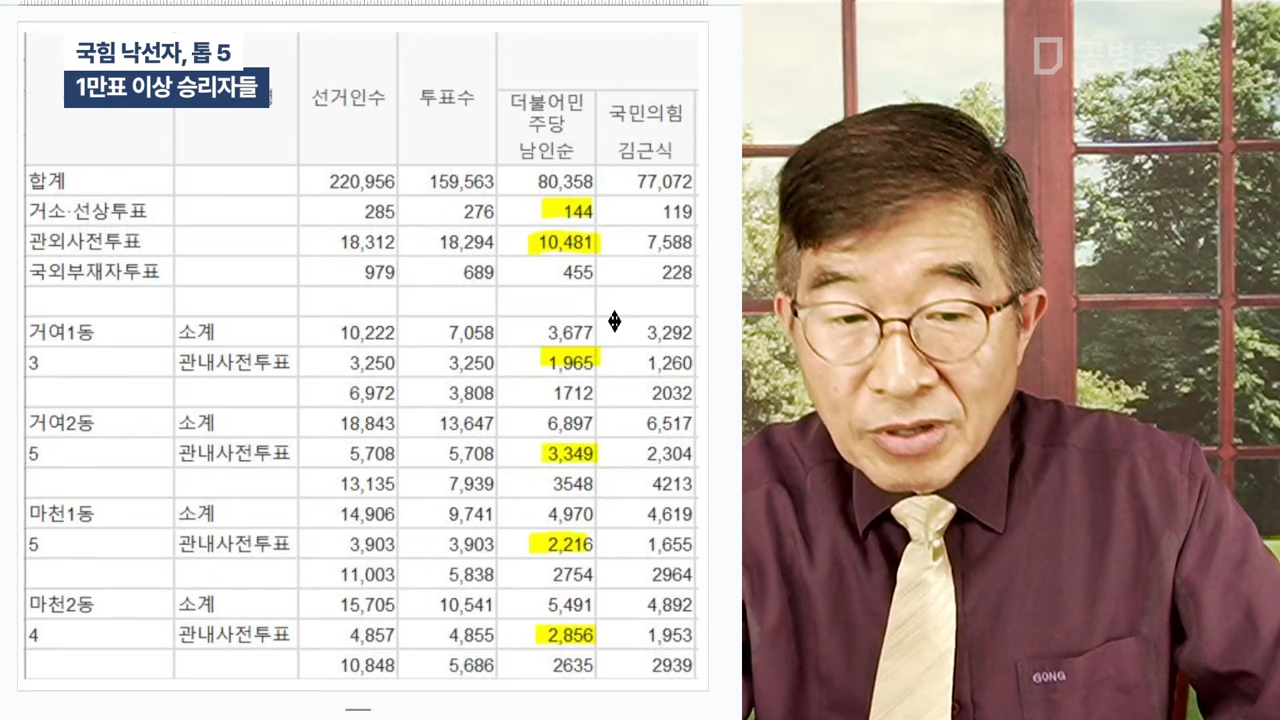 국힘 낙선자, 톱 5
1만표 이상 승리자들
선거인수 투표수 더불어민주당 남인순 국민의힘 김근식
합계 220,956 159,563 80,358 77,072
거소·선상투표 285 276 144 119
관외사전투표 18,312 18,294 10,481 7,588
국외부재자투표 979 689 455 228
거여1동 소계 10,222 7,058 3,677 3,292
3 관내사전투표 3,250 3,250 1,965 1,260
6,972 3,808 1712 2032
거여2동 소계 18,843 13,647 6,897 6,517
5 관내사전투표 5,708 5,708 3,349 2,304
13,135 7,939 3548 4213
마천1동 소계 14,906 9,741 4,970 4,619
5 관내사전투표 3,903 3,903 2,216 1,655
11,003 5,838 2754 2964
마천2동 소계 15,705 10,541 5,491 4,892
4 관내사전투표 4,857 4,855 2,856 1,953
10,848 5,686 2635 2939
공병호TV
GONG